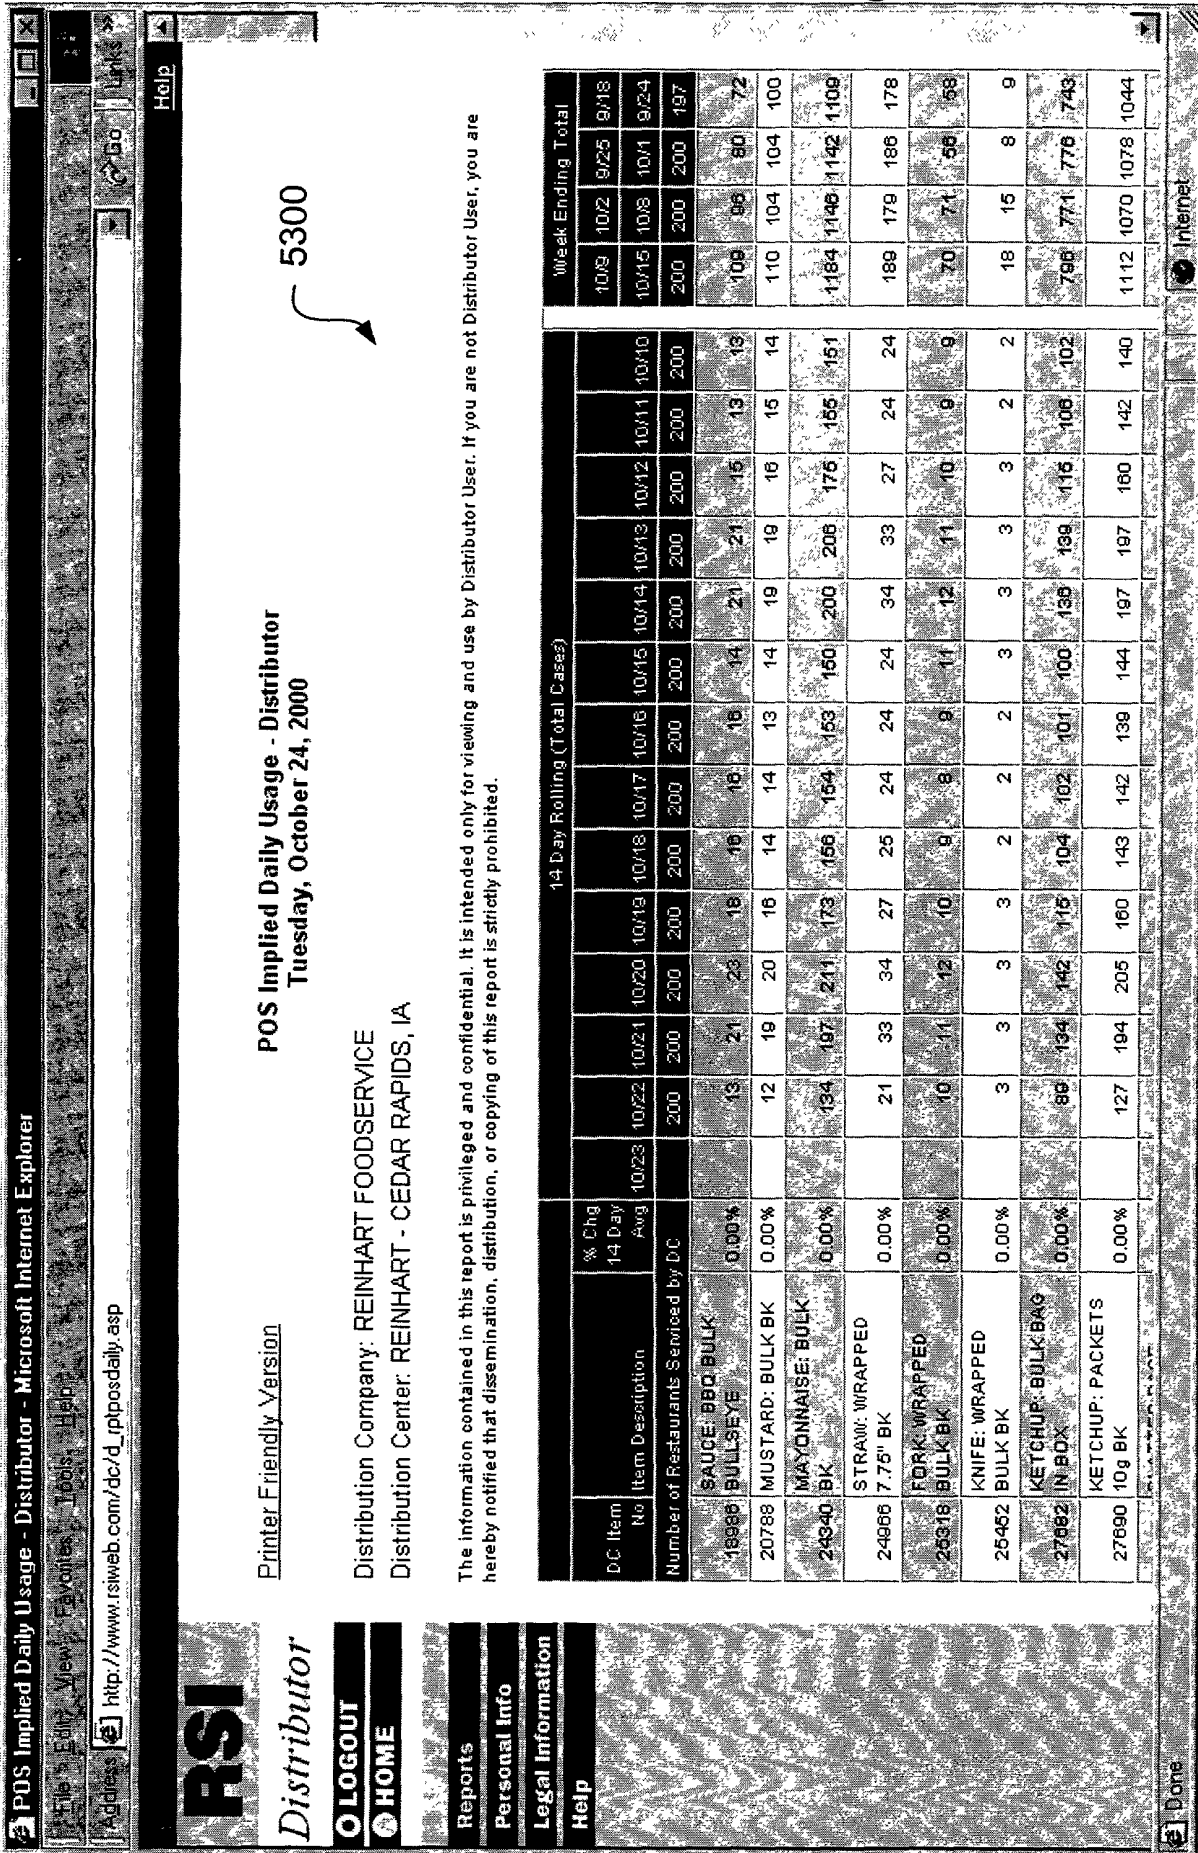 POS Implied Daily Usage - Distributor - Microsoft Internet Explorer
File Edit View Favorites Tools Help
Address http://www.rsiweb.com/dc/d_rptposdaily.asp Go Links »
Help
RSI
Distributor
LOGOUT
HOME
Reports
Personal Info
Legal Information
Help
Printer Friendly Version
POS Implied Daily Usage - Distributor
Tuesday, October 24, 2000
5300
Distribution Company: REINHART FOODSERVICE
Distribution Center: REINHART - CEDAR RAPIDS, IA
The information contained in this report is privileged and confidential. It is intended only for viewing and use by Distributor User. If you are not Distributor User, you are
hereby notified that dissemination, distribution, or copying of this report is strictly prohibited.
14 Day Rolling (Total Cases) Week Ending Total
% Chg 10/9 10/2 9/25 9/18
DC Item 14 Day
No Item Description Avg 10/23 10/22 10/21 10/20 10/19 10/18 10/17 10/16 10/15 10/14 10/13 10/12 10/11 10/10 10/15 10/8 10/1 9/24
Number of Restaurants Serviced by DC 200 200 200 200 200 200 200 200 200 200 200 200 200 200 200 200 197
SAUCE: BBQ BULK
18986 BULLSEYE 0.00% 13 21 23 18 16 16 16 14 21 21 15 13 13 109 96 80 72
20788 MUSTARD: BULK BK 0.00% 12 19 20 16 14 14 13 14 19 19 16 15 14 110 104 104 100
MAYONNAISE: BULK
24340 BK 0.00% 134 197 211 173 156 154 153 150 200 206 175 155 151 1184 1146 1142 1109
STRAW: WRAPPED
24966 7.75" BK 0.00% 21 33 34 27 25 24 24 24 34 33 27 24 24 189 179 186 178
FORK: WRAPPED
25318 BULK BK 0.00% 10 11 12 10 9 8 9 11 12 11 10 9 9 70 71 56 58
KNIFE: WRAPPED
25452 BULK BK 0.00% 3 3 3 3 2 2 2 3 3 3 3 2 2 18 15 8 9
KETCHUP: BULK BAG
27682 IN BOX 0.00% 89 134 142 115 104 102 101 100 136 139 115 106 102 796 771 776 743
KETCHUP: PACKETS
27690 10g BK 0.00% 127 194 205 160 143 142 139 144 197 197 160 142 140 1112 1070 1078 1044
Done Internet